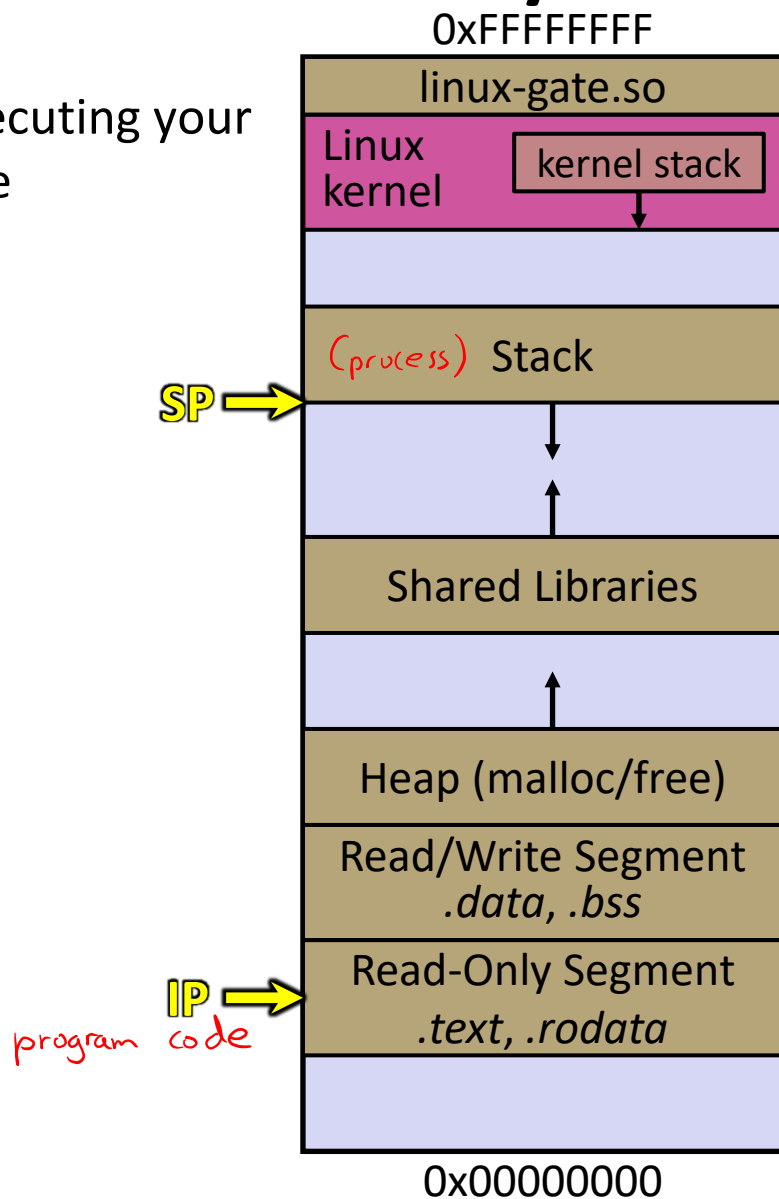 0xFFFFFFFF
linux-gate.so
ecuting your
e
Linux
kernel
kernel stack
(process) Stack
SP
Shared Libraries
Heap (malloc/free)
Read/Write Segment
.data, .bss
Read-Only Segment
IP
.text, .rodata
program code
0x00000000